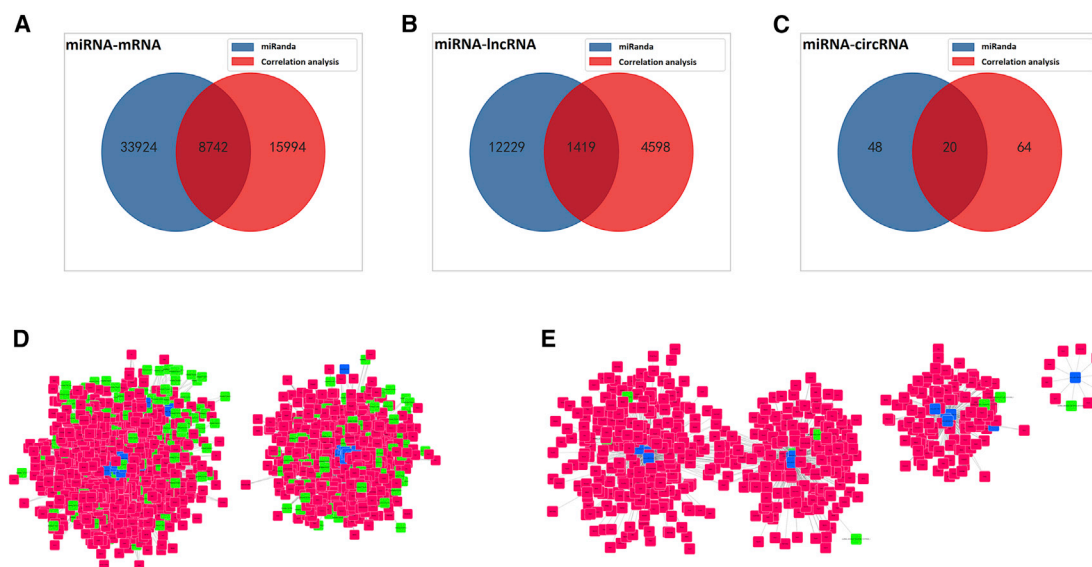 A
miRNA-mRNA
miRanda
Correlation analysis
33924
8742
15994
B
miRNA-lncRNA
miRanda
Correlation analysis
12229
1419
4598
C
miRNA-circRNA
miRanda
Correlation analysis
48
20
64
D
E